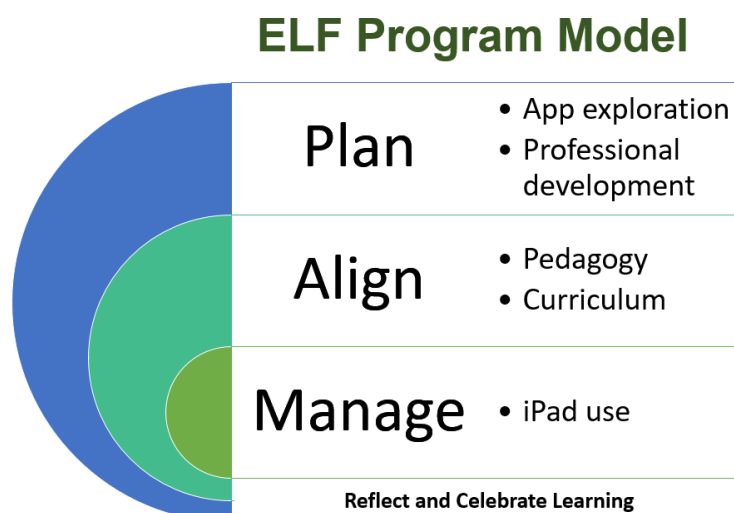 ELF Program Model
Plan
• App exploration
• Professional
development
Align
• Pedagogy
• Curriculum
Manage
• iPad use
Reflect and Celebrate Learning